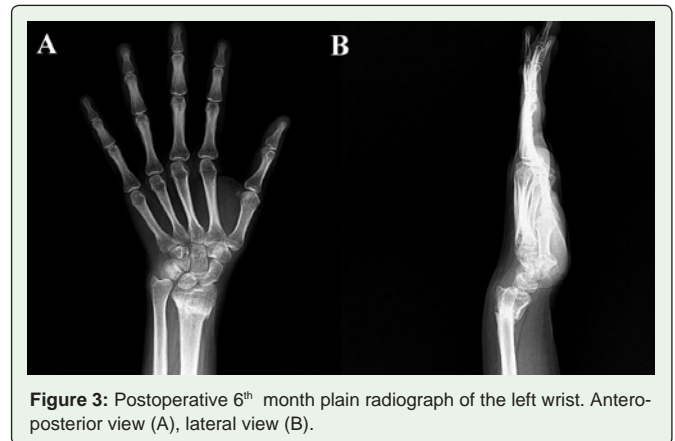 A
B
Figure 3: Postoperative 6th month plain radiograph of the left wrist. Antero-
posterior view (A), lateral view (B).